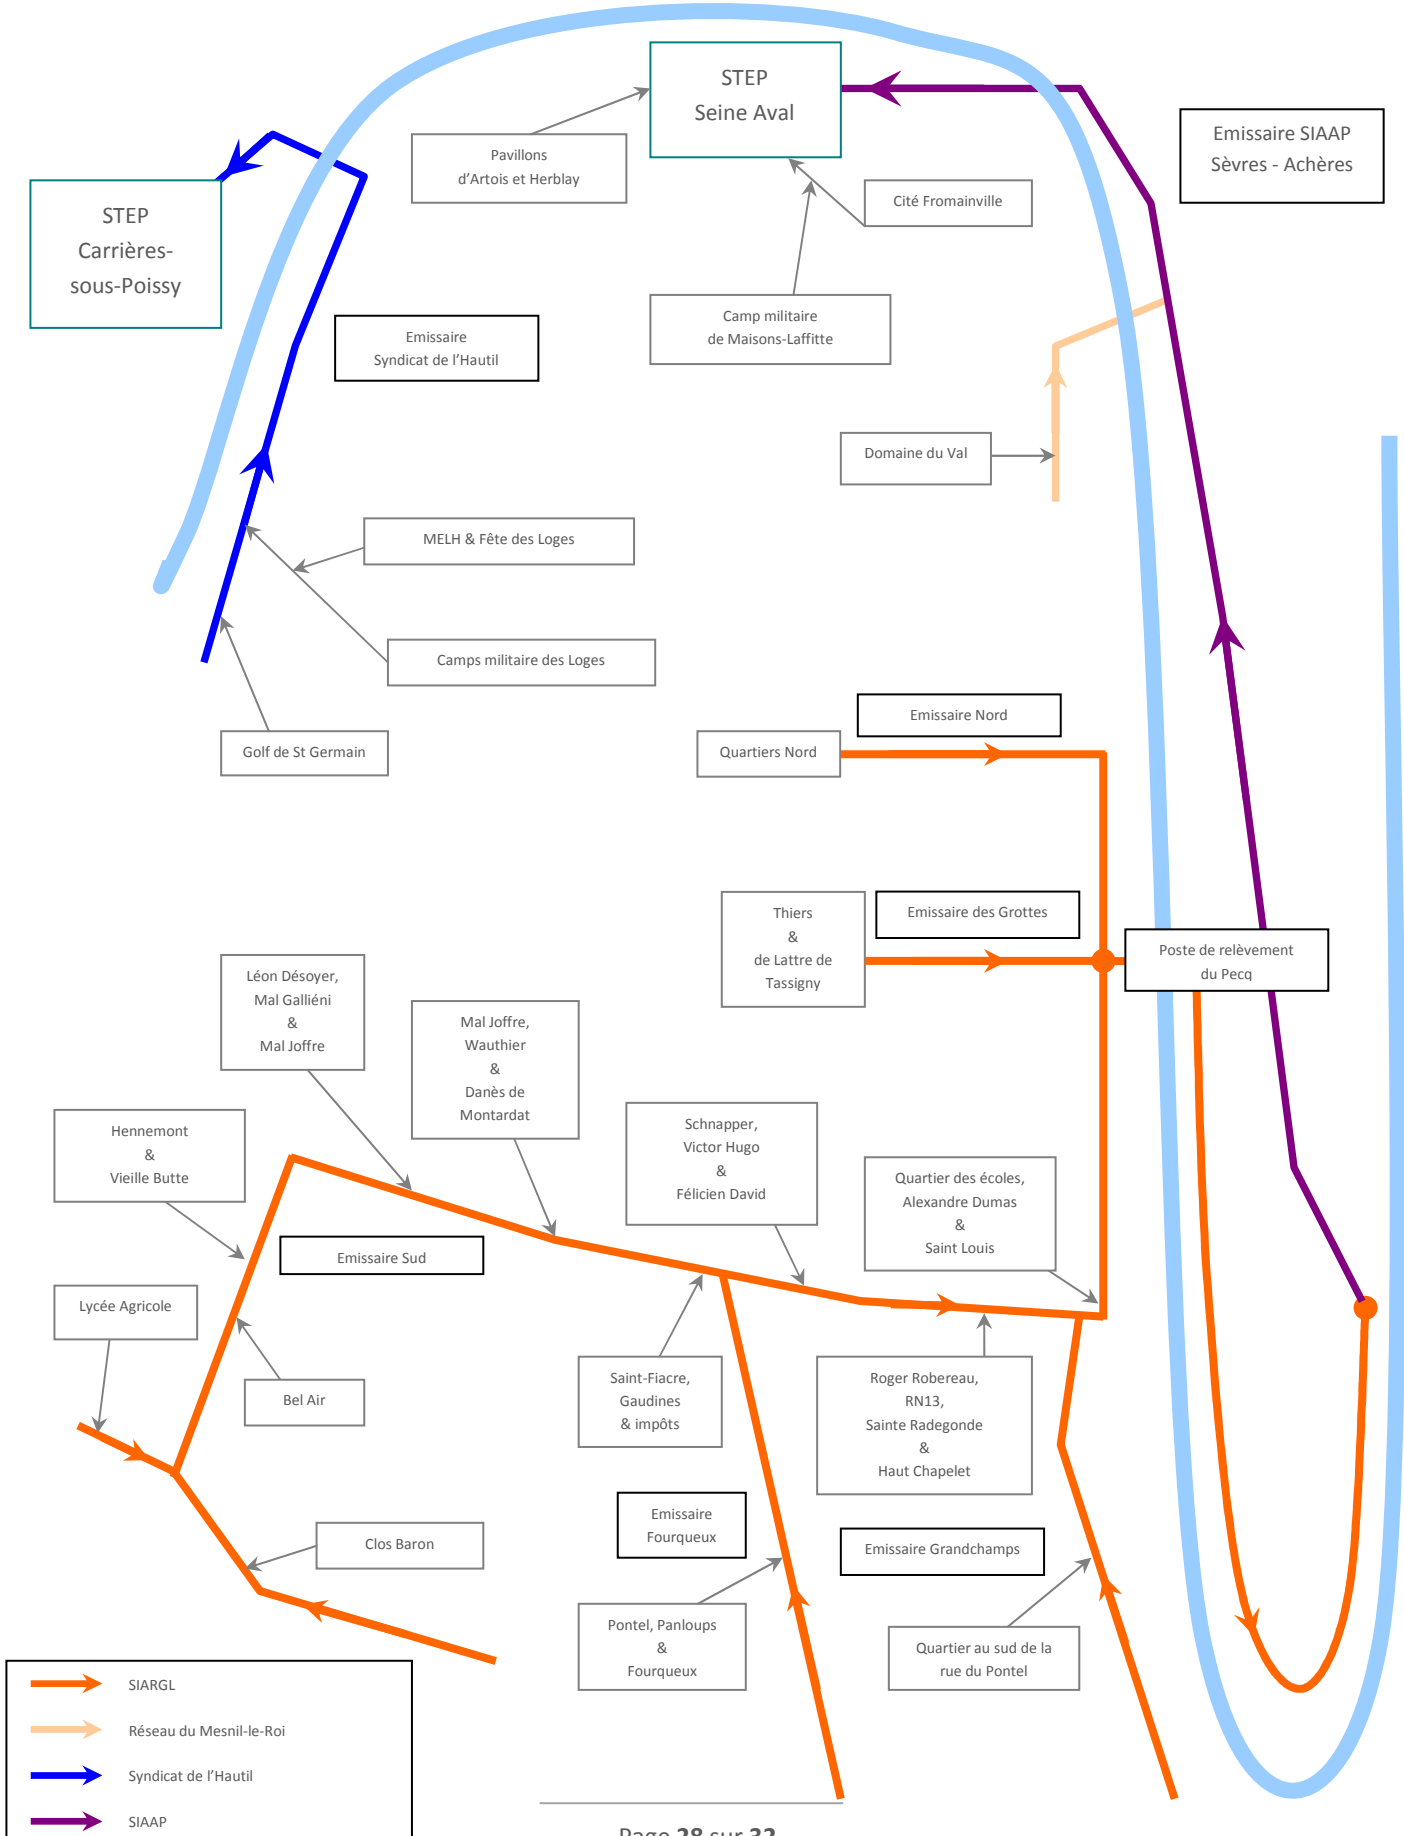 STEP
Seine Aval
Emissaire SIAAP
Sèvres - Achères
Pavillons
d’Artois et Herblay
Cité Fromainville
STEP
Carrières-
sous-Poissy
Camp militaire
de Maisons-Laffitte
Emissaire
Syndicat de l’Hautil
Domaine du Val
MELH & Fête des Loges
Camps militaire des Loges
Emissaire Nord
Golf de St Germain
Quartiers Nord
Thiers
&
de Lattre de
Tassigny
Emissaire des Grottes
Poste de relèvement
du Pecq
Léon Désoyer,
Mal Galliéni
&
Mal Joffre
Mal Joffre,
Wauthier
&
Danès de
Montardat
Hennemont
&
Vieille Butte
Schnapper,
Victor Hugo
&
Félicien David
Quartier des écoles,
Alexandre Dumas
&
Saint Louis
Emissaire Sud
Lycée Agricole
Bel Air
Saint-Fiacre,
Gaudines
& impôts
Roger Robereau,
RN13,
Sainte Radegonde
&
Haut Chapelet
Emissaire
Fourqueux
Clos Baron
Emissaire Grandchamps
Pontel, Panloups
&
Fourqueux
Quartier au sud de la
rue du Pontel
SIARGL
Réseau du Mesnil-le-Roi
Syndicat de l’Hautil
SIAAP
Page 28 sur 32